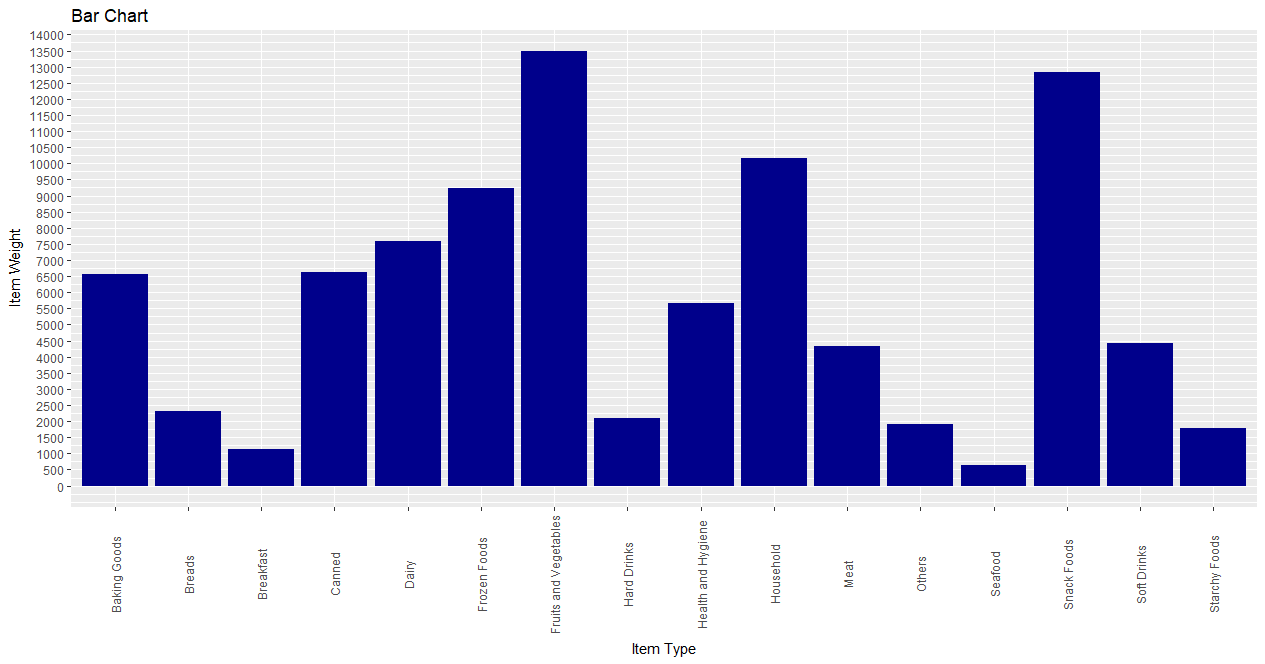 Bar Chart
14000
13500
13000
12500
12000
11500
11000
10500
10000
9500
9000
8500
8000
7500
7000
6500
6000
5500
5000
4500
4000
3500
3000
2500
2000
1500
1000
500
0
Item Weight
Baking Goods
Breads
Breakfast
Canned
Dairy
Frozen Foods
Fruits and Vegetables
Hard Drinks
Health and Hygiene
Household
Meat
Others
Seafood
Snack Foods
Soft Drinks
Starchy Foods
Item Type